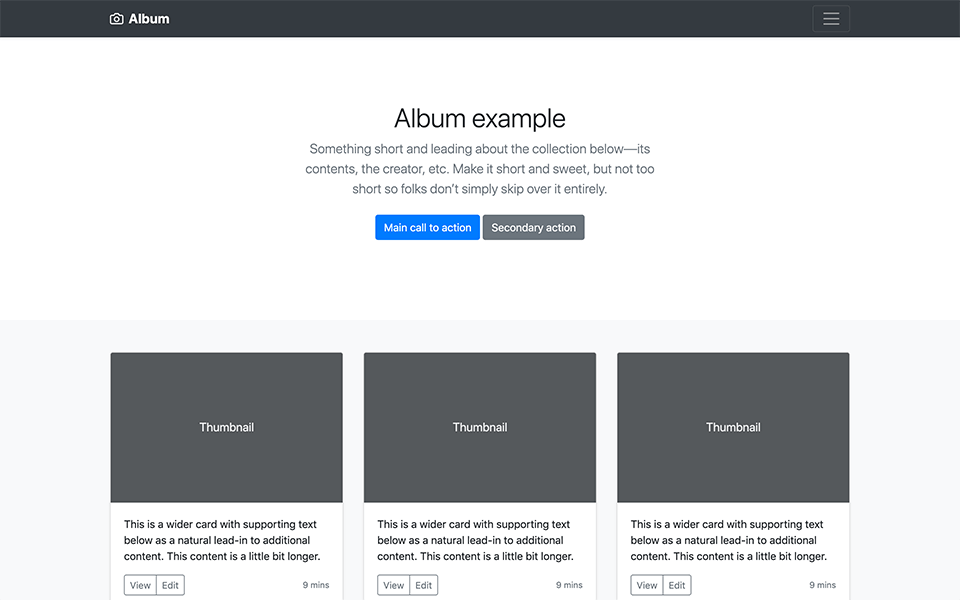 Album
Album example
Something short and leading about the collection below—its
contents, the creator, etc. Make it short and sweet, but not too
short so folks don’t simply skip over it entirely.
Main call to action Secondary action
Thumbnail Thumbnail Thumbnail
This is a wider card with supporting text
below as a natural lead-in to additional
content. This content is a little bit longer.
View Edit 9 mins
This is a wider card with supporting text
below as a natural lead-in to additional
content. This content is a little bit longer.
View Edit 9 mins
This is a wider card with supporting text
below as a natural lead-in to additional
content. This content is a little bit longer.
View Edit 9 mins